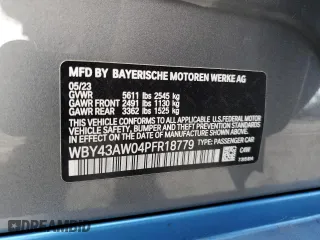 MFD BY BAYERISCHE MOTOREN WERKE AG
05/23
GVWR 5611 lbs 2545 kg
GAWR FRONT 2491 lbs 1130 kg
GAWR REAR 3362 lbs 1525 kg
THIS VEHICLE CONFORMS TO ALL APPLICABLE FEDERAL MOTOR VEHICLE
SAFETY, BUMPER, AND THEFT PREVENTION STANDARDS
IN EFFECT ON THE DATE OF MANUFACTURE SHOWN ABOVE.
WBY43AW04PFR18779 TYPE: PASSENGER CAR
C4W
DREAMBID